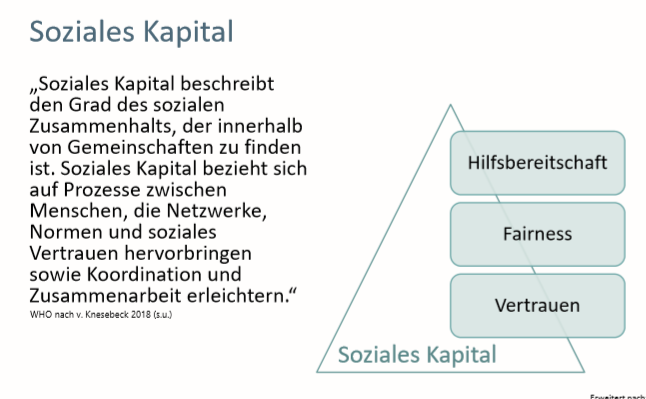 Soziales Kapital
„Soziales Kapital beschreibt
den Grad des sozialen
Zusammenhalts, der innerhalb
von Gemeinschaften zu finden
ist. Soziales Kapital bezieht sich
auf Prozesse zwischen
Menschen, die Netzwerke,
Normen und soziales
Vertrauen hervorbringen
sowie Koordination und
Zusammenarbeit erleichtern.“
WHO nach v. Knesebeck 2018 (s.u.)
Hilfsbereitschaft
Fairness
Vertrauen
Soziales Kapital
Erweitert nach